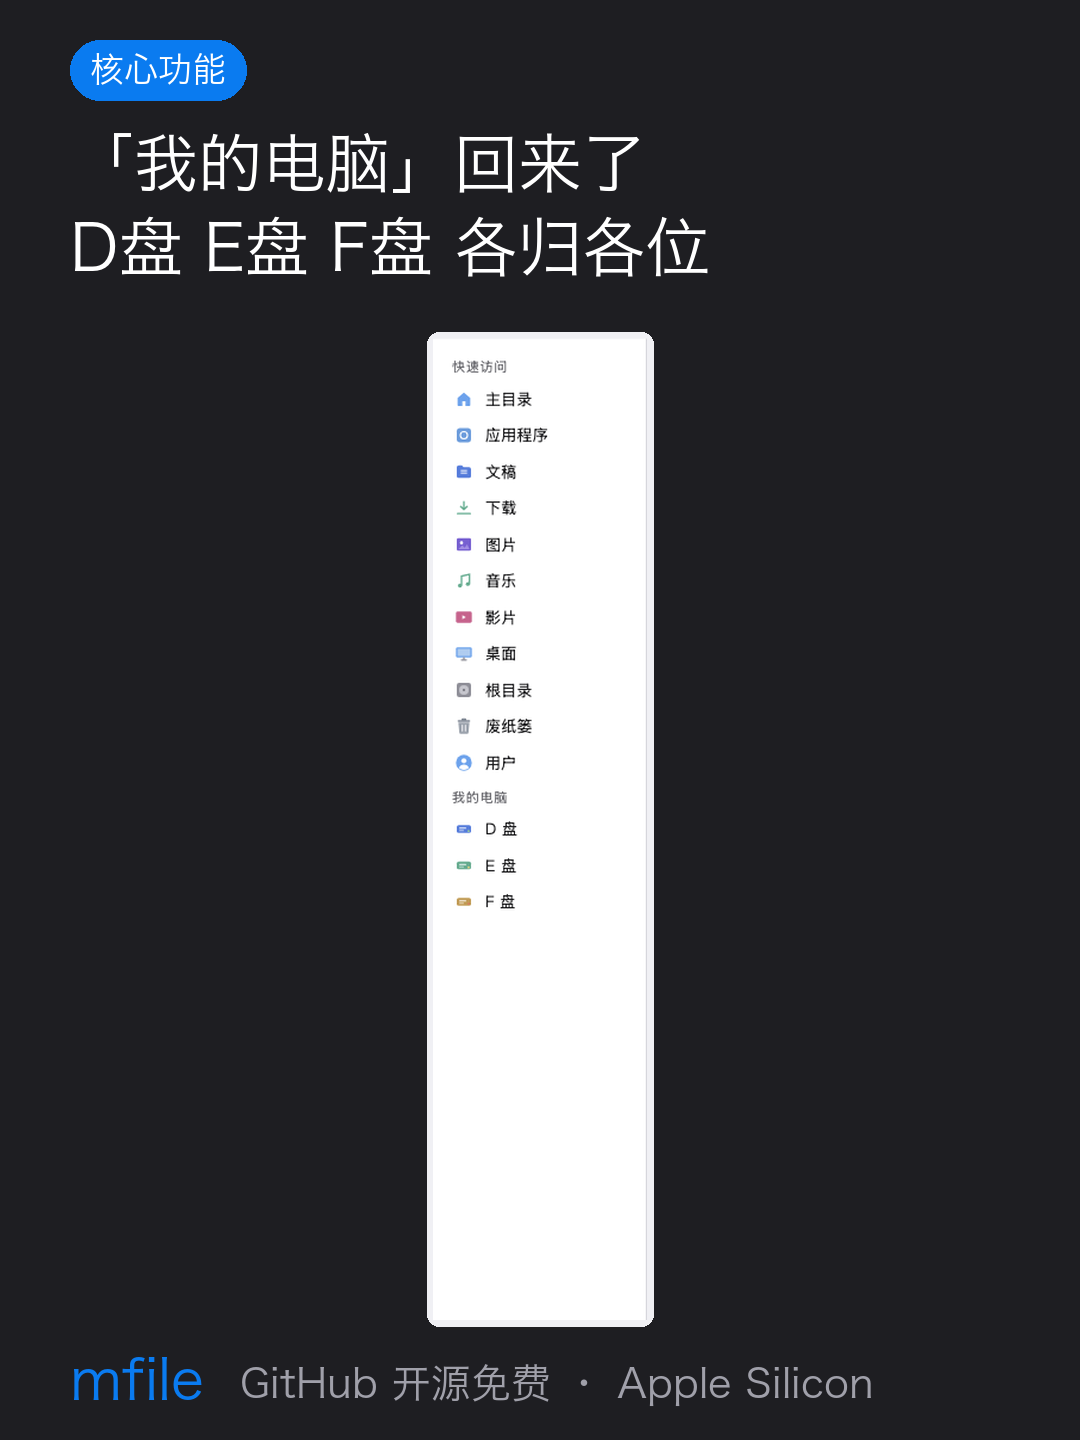 核心功能
「我的电脑」回来了
D盘 E盘 F盘 各归各位
快速访问
主目录
应用程序
文稿
下载
图片
音乐
影片
桌面
根目录
废纸篓
用户
我的电脑
D 盘
E 盘
F 盘
mfile GitHub 开源免费 · Apple Silicon